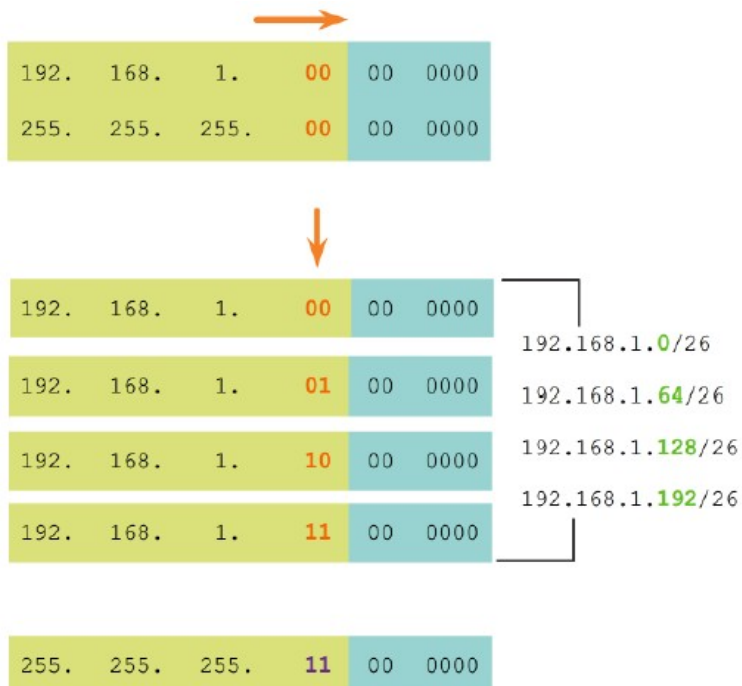 192. 168. 1. 00 00 0000
255. 255. 255. 00 00 0000
192. 168. 1. 00 00 0000
192.168.1.0/26
192. 168. 1. 01 00 0000
192.168.1.64/26
192. 168. 1. 10 00 0000
192.168.1.128/26
192. 168. 1. 11 00 0000
192.168.1.192/26
255. 255. 255. 11 00 0000